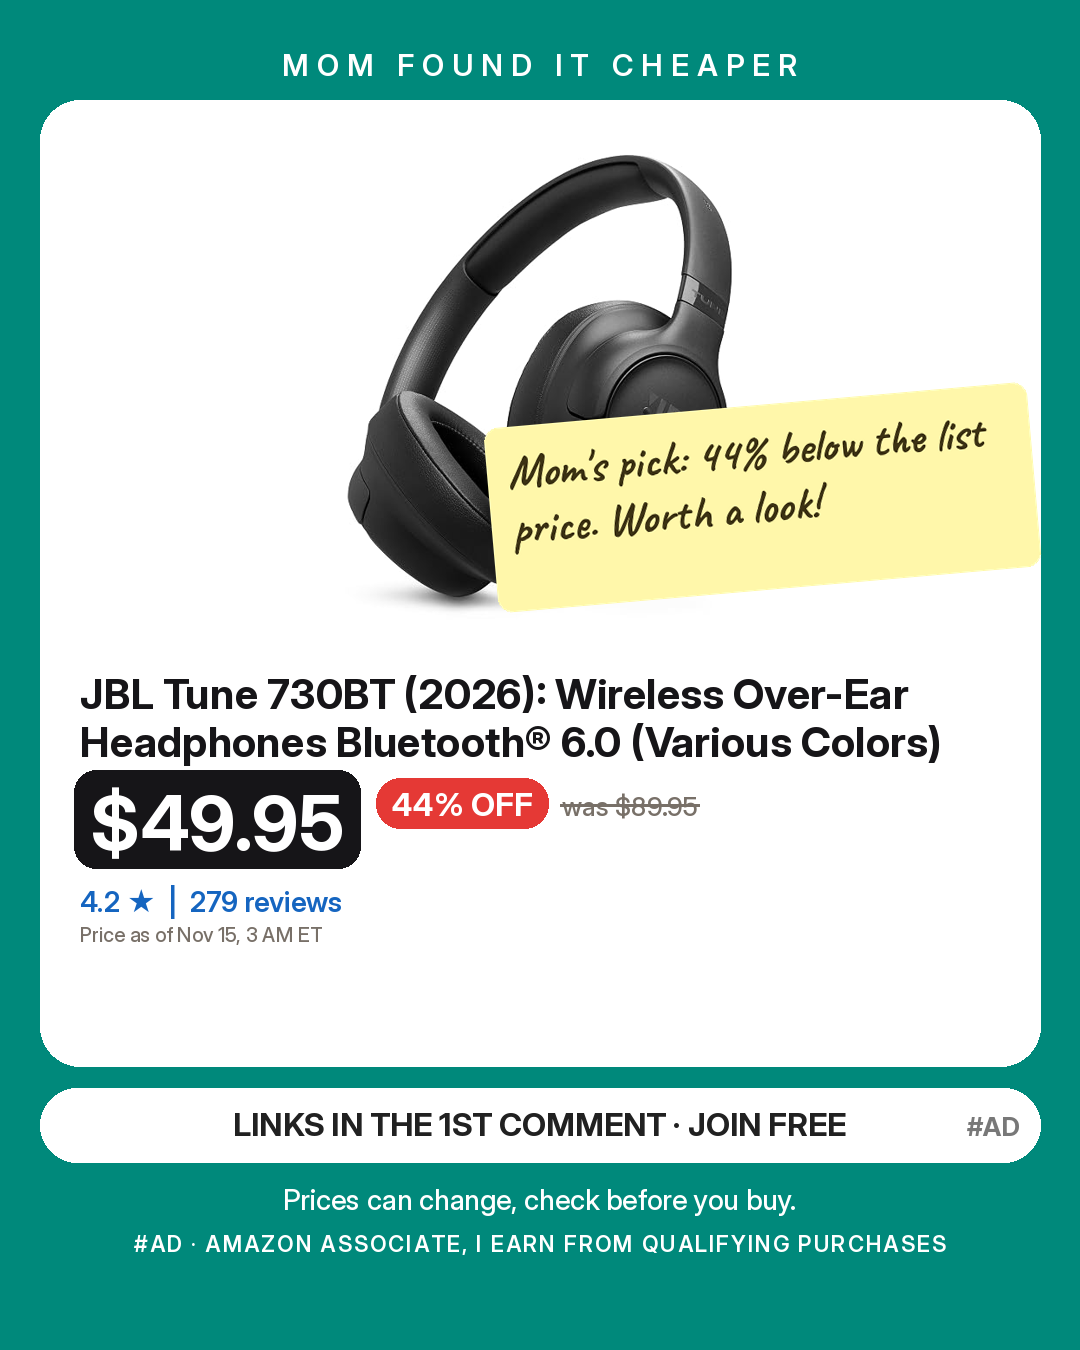 MOM FOUND IT CHEAPER
Mom's pick: 44% below the list
price. Worth a look!
JBL Tune 730BT (2026): Wireless Over-Ear
Headphones Bluetooth® 6.0 (Various Colors)
$49.95 44% OFF was $89.95
4.2 ★ | 279 reviews
Price as of Nov 15, 3 AM ET
LINKS IN THE 1ST COMMENT · JOIN FREE #AD
Prices can change, check before you buy.
#AD · AMAZON ASSOCIATE, I EARN FROM QUALIFYING PURCHASES